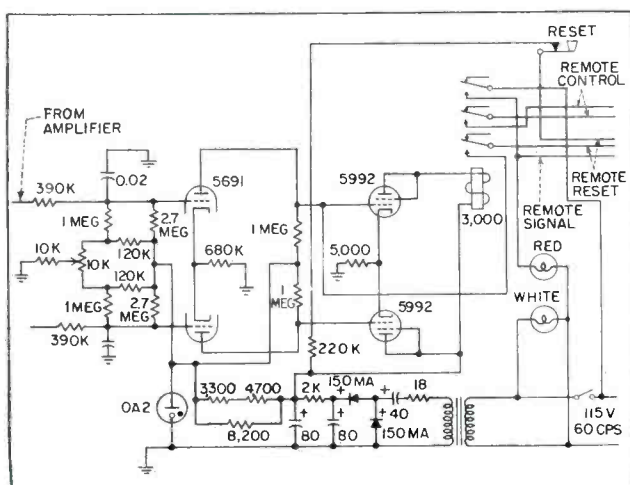 RESET
REMOTE
CONTROL
FROM
AMPLIFIER
5691
5992
0.02
390K
1 MEG
2.7
MEG
1 MEG
3,000
REMOTE
RESET
REMOTE
SIGNAL
10K
10K
120K
680K
5,000
RED
120K
1
MEG
1 MEG
2.7
MEG
5992
WHITE
390K
220K
OA2
3300
4700
2K
150 MA
18
40
8,200
80
80
150 MA
115 V
60 CPS
+
+
+
+
+